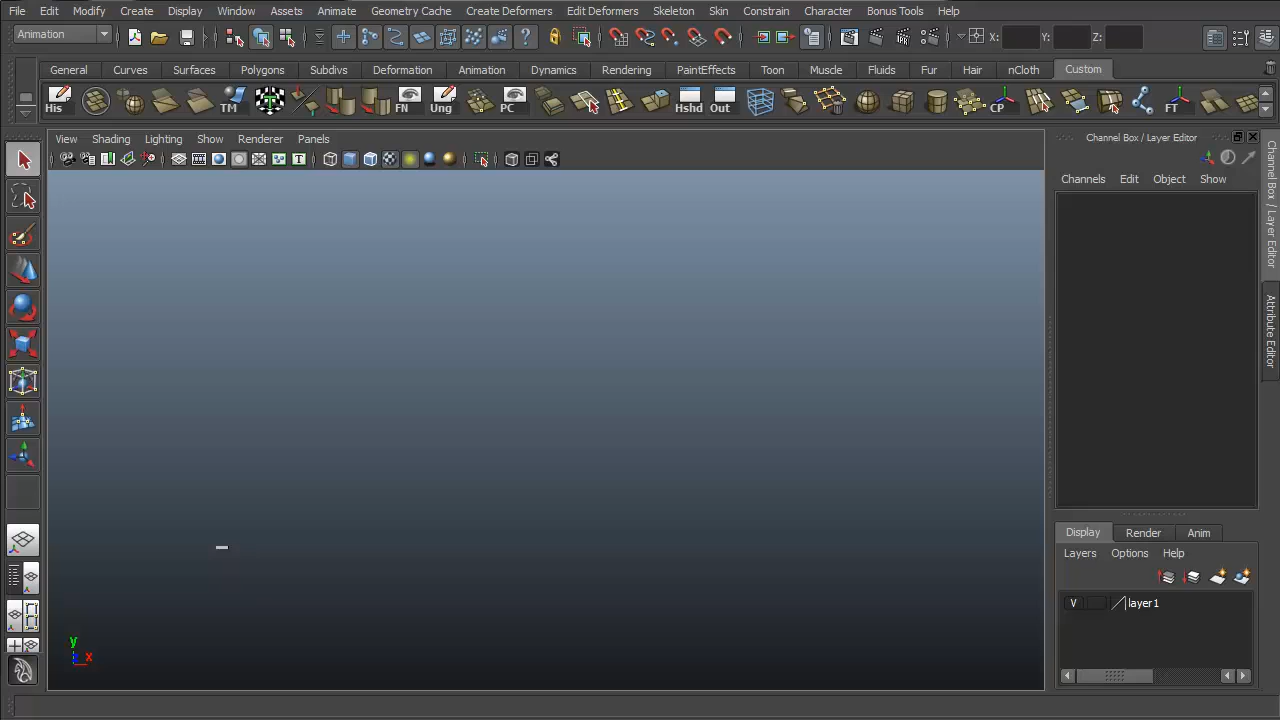 File Edit Modify Create Display Window Assets Animate Geometry Cache Create Deformers Edit Deformers Skeleton Skin Constrain Character Bonus Tools Help
Animation X: Y: Z:
General Curves Surfaces Polygons Subdivs Deformation Animation Dynamics Rendering PaintEffects Toon Muscle Fluids Fur Hair nCloth Custom
His TM FN Ung PC Hshd Out CP FT
View Shading Lighting Show Renderer Panels
Channel Box / Layer Editor
Channels Edit Object Show
Channel Box / Layer Editor
Attribute Editor
Display Render Anim
Layers Options Help
V layer1
y
x